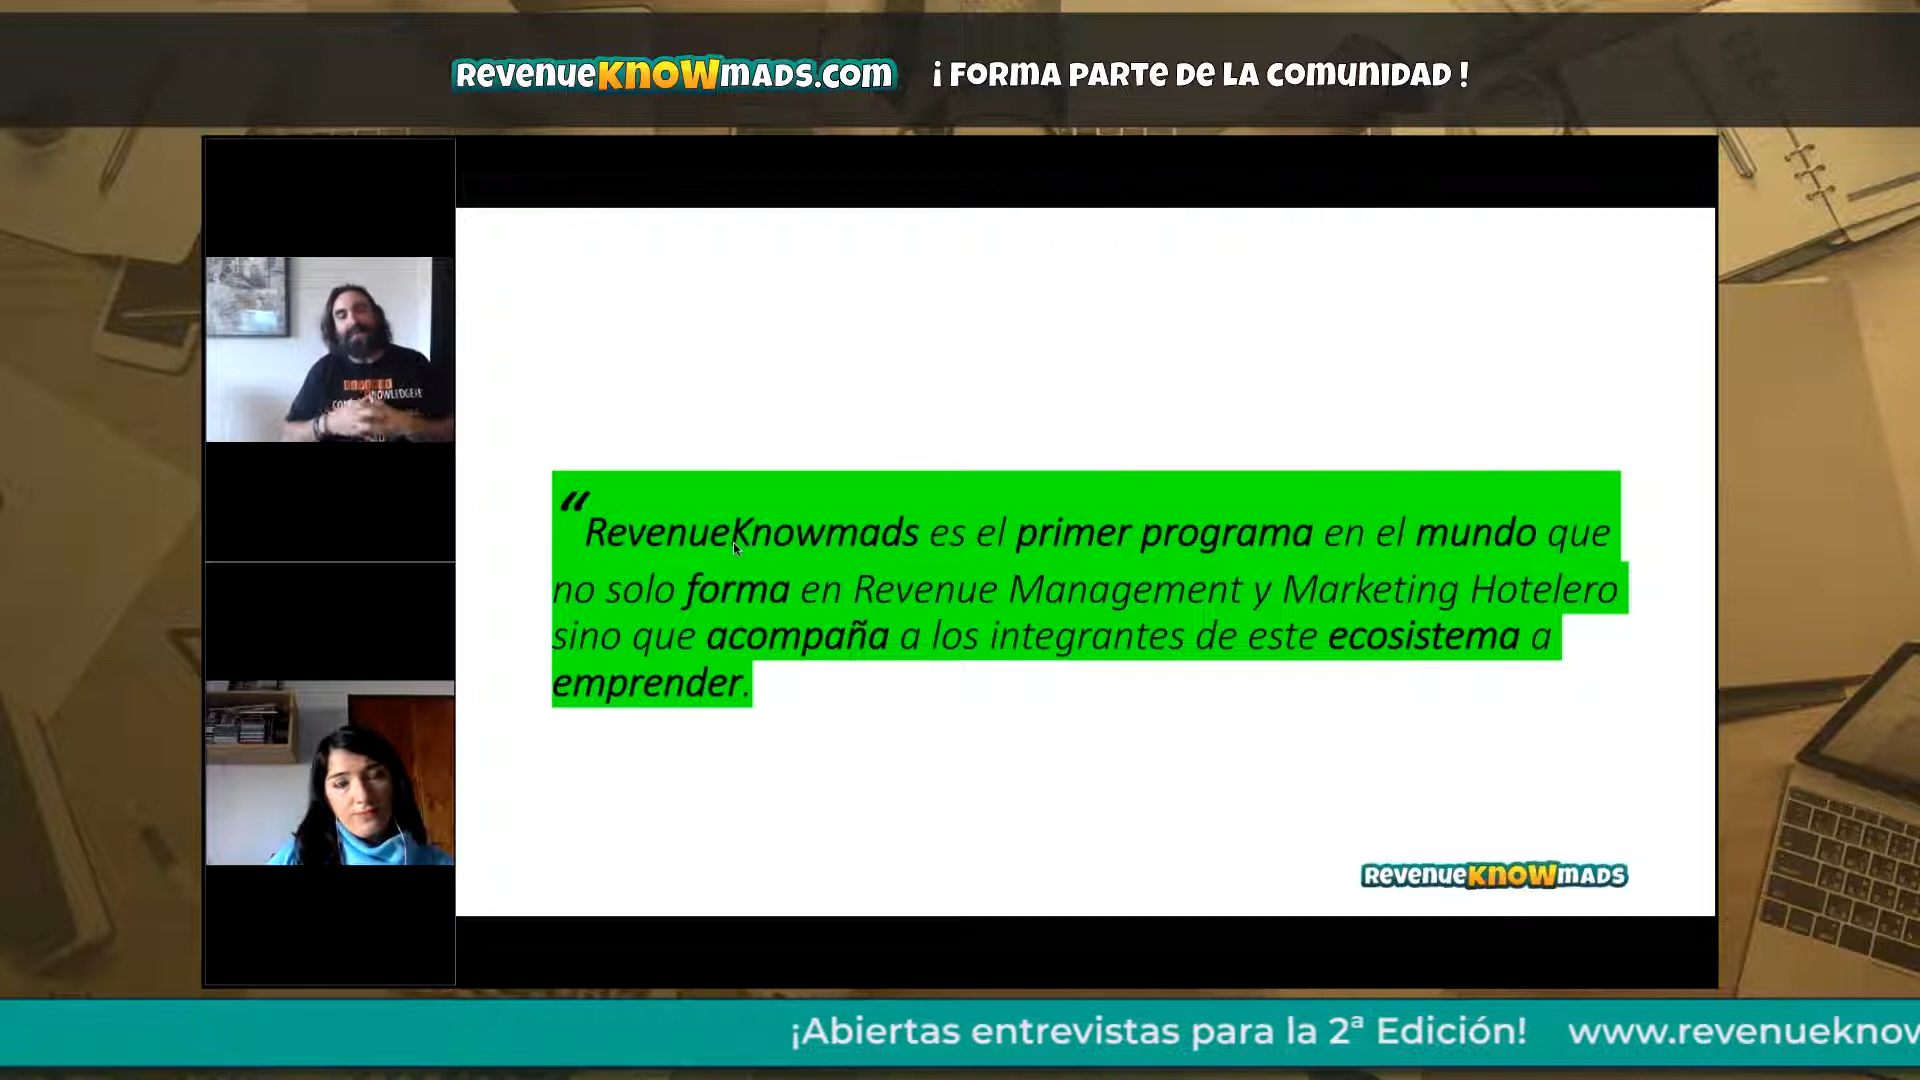 RevenueKnowmads.com ¡ Forma parte de la comunidad !
“RevenueKnowmads es el primer programa en el mundo que
no solo forma en Revenue Management y Marketing Hotelero
sino que acompaña a los integrantes de este ecosistema a
emprender.
RevenueKnowmads
¡Abiertas entrevistas para la 2ª Edición! www.revenueknow